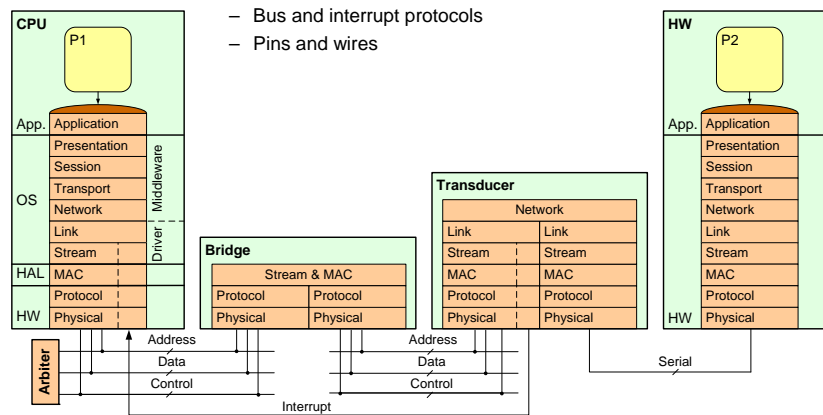 – Bus and interrupt protocols
– Pins and wires
CPU
P1
App.
Application
OS
Presentation
Session
Transport
Network
Link
Stream
Middleware
Driver
HAL
MAC
HW
Protocol
Physical
Bridge
Stream & MAC
Protocol
Protocol
Physical
Physical
Transducer
Network
Link
Link
Stream
Stream
MAC
MAC
Protocol
Protocol
Physical
Physical
HW
P2
App.
Application
Presentation
Session
Transport
Network
Link
Stream
MAC
Protocol
HW
Physical
Arbiter
Address
Data
Control
Address
Data
Control
Interrupt
Serial